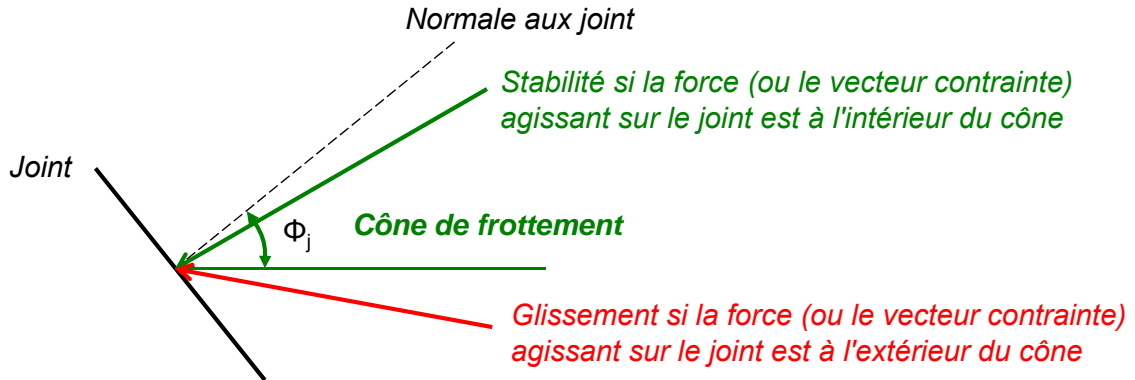 Normale aux joint
Stabilité si la force (ou le vecteur contrainte)
agissant sur le joint est à l'intérieur du cône
Joint
Φj
Cône de frottement
Glissement si la force (ou le vecteur contrainte)
agissant sur le joint est à l'extérieur du cône